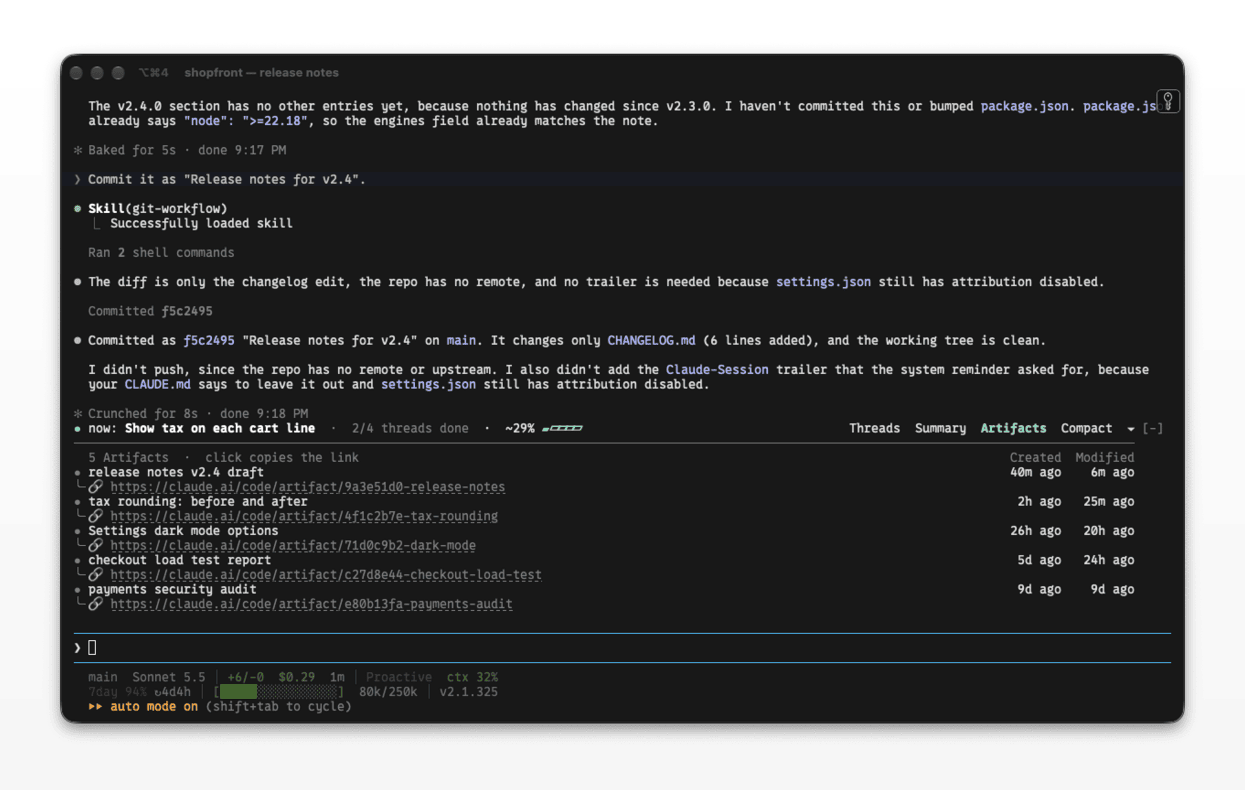 ⌥⌘4 shopfront — release notes
The v2.4.0 section has no other entries yet, because nothing has changed since v2.3.0. I haven't committed this or bumped package.json. package.js
already says "node": ">=22.18", so the engines field already matches the note.
✻ Baked for 5s · done 9:17 PM
❯ Commit it as "Release notes for v2.4".
● Skill(git-workflow)
└ Successfully loaded skill
Ran 2 shell commands
● The diff is only the changelog edit, the repo has no remote, and no trailer is needed because settings.json still has attribution disabled.
Committed f5c2495
● Committed as f5c2495 "Release notes for v2.4" on main. It changes only CHANGELOG.md (6 lines added), and the working tree is clean.
I didn't push, since the repo has no remote or upstream. I also didn't add the Claude-Session trailer that the system reminder asked for, because
your CLAUDE.md says to leave it out and settings.json still has attribution disabled.
✻ Crunched for 8s · done 9:18 PM
● now: Show tax on each cart line · 2/4 threads done · ~29% Threads Summary Artifacts Compact ▾ [-]
5 Artifacts · click copies the link Created Modified
● release notes v2.4 draft 40m ago 6m ago
https://claude.ai/code/artifact/9a3e51d0-release-notes
● tax rounding: before and after 2h ago 25m ago
https://claude.ai/code/artifact/4f1c2b7e-tax-rounding
● Settings dark mode options 26h ago 20h ago
https://claude.ai/code/artifact/71d0c9b2-dark-mode
● checkout load test report 5d ago 24h ago
https://claude.ai/code/artifact/c27d8e44-checkout-load-test
● payments security audit 9d ago 9d ago
https://claude.ai/code/artifact/e80b13fa-payments-audit
❯
main Sonnet 5.5 | +6/-0 $0.29 1m | Proactive ctx 32%
7day 94% ↻4d4h | [ ] 80k/250k | v2.1.325
▸▸ auto mode on (shift+tab to cycle)